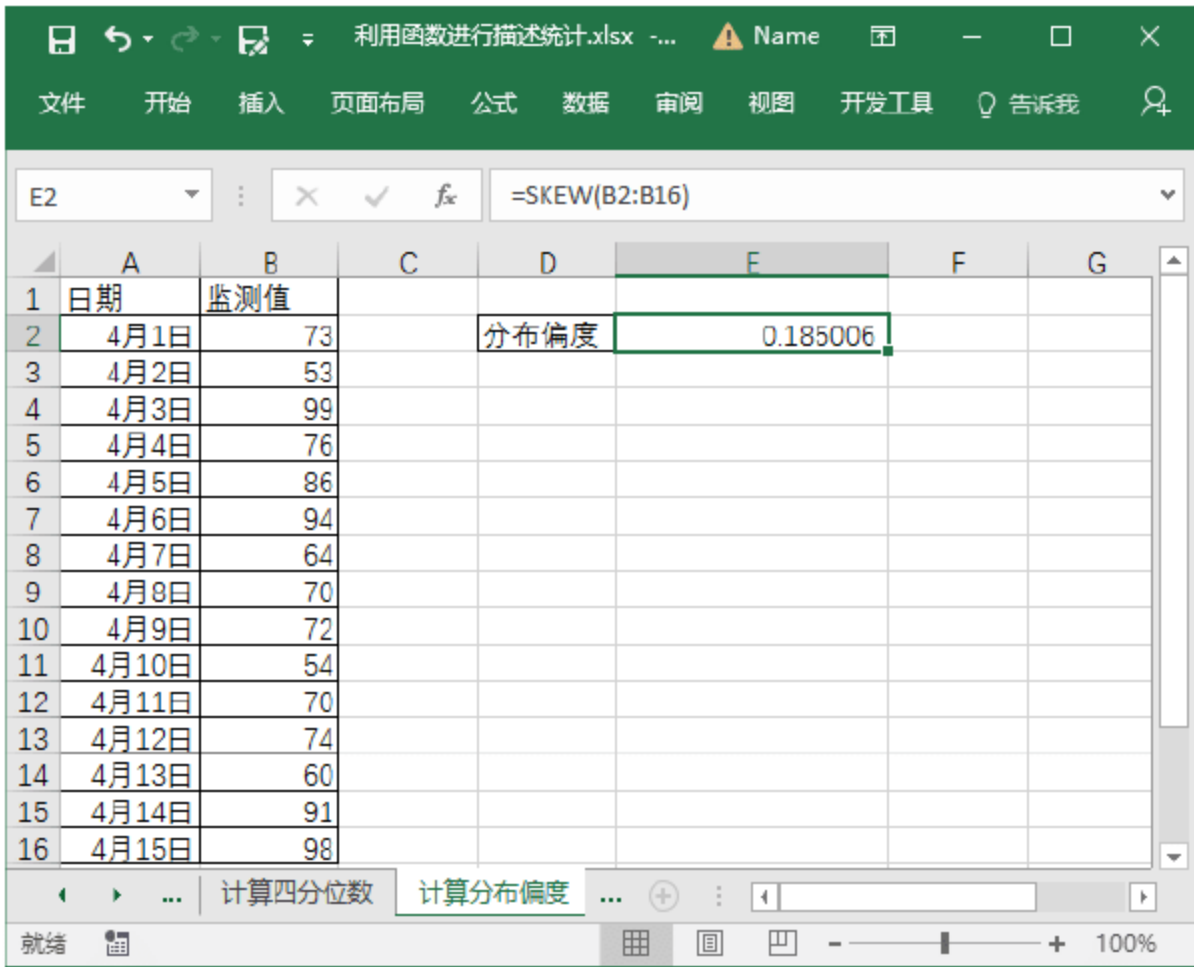 利用函数进行描述统计.xlsx -... Name
文件 开始 插入 页面布局 公式 数据 审阅 视图 开发工具 告诉我
E2 fx =SKEW(B2:B16)
A B C D E F G
1 日期 监测值
2 4月1日 73 分布偏度 0.185006
3 4月2日 53
4 4月3日 99
5 4月4日 76
6 4月5日 86
7 4月6日 94
8 4月7日 64
9 4月8日 70
10 4月9日 72
11 4月10日 54
12 4月11日 70
13 4月12日 74
14 4月13日 60
15 4月14日 91
16 4月15日 98
... 计算四分位数 计算分布偏度 ...
就绪 100%